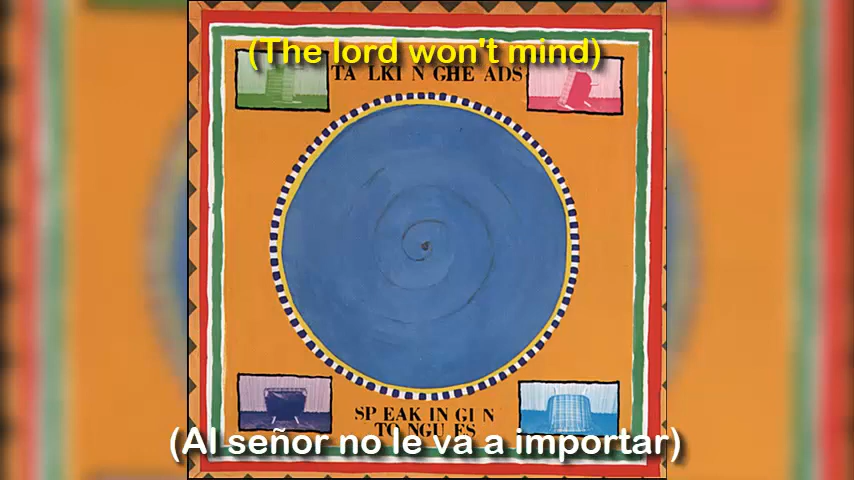 (The lord won't mind)
TA LKI N GHE ADS
SP EAK IN GI N
TO NGU ES
(Al señor no le va a importar)